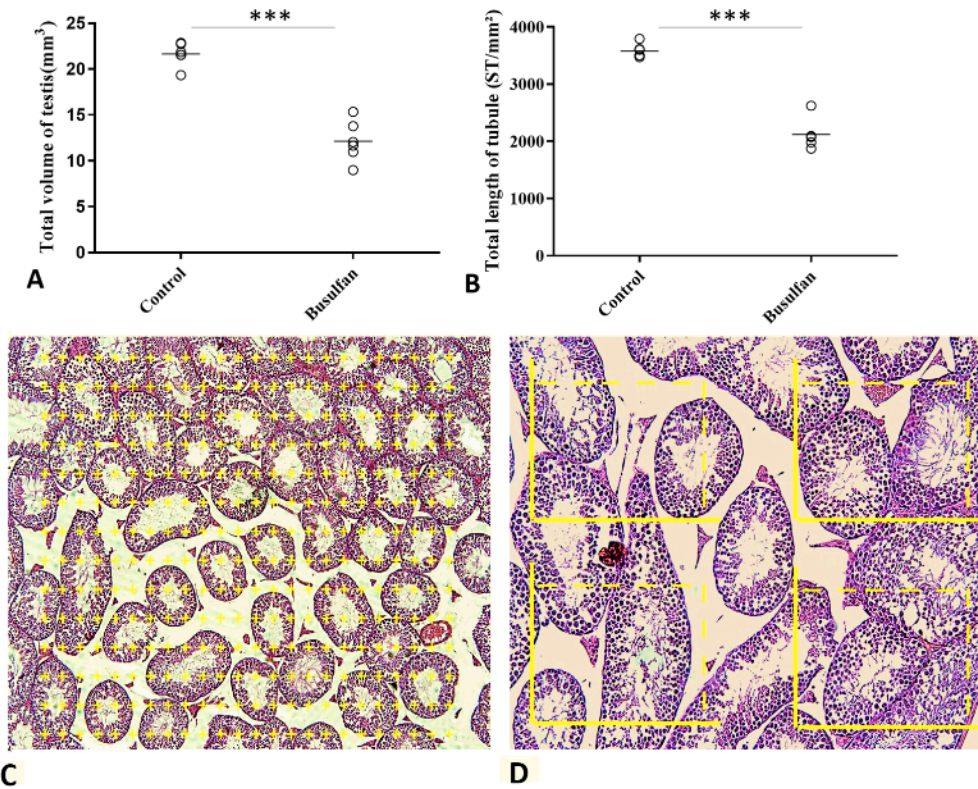 ***
25
20
15
10
5
0
Total volume of testis(mm³)
Control
Busulfan
A
***
4000
3000
2000
1000
0
Total length of tubule (ST/mm²)
Control
Busulfan
B
C
D